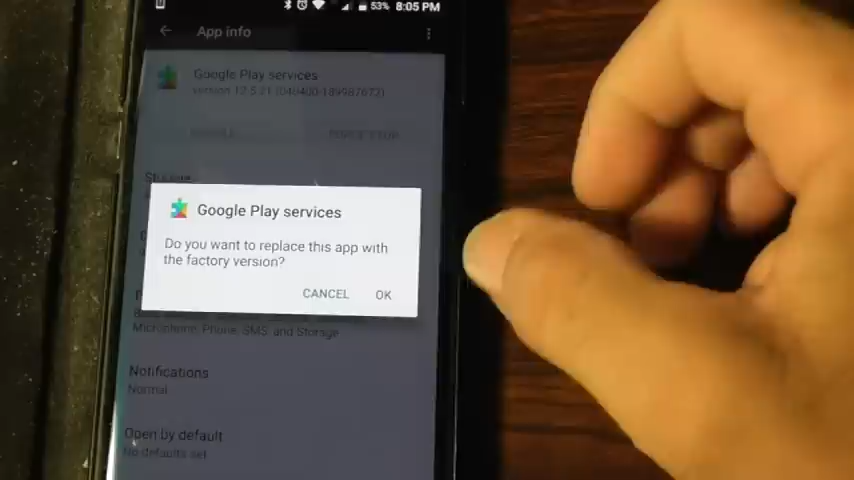 53% 8:05 PM
App info
Google Play services
version 12.5.21 (040400-189987672)
FORCE STOP
Storage
Google Play services
Do you want to replace this app with
the factory version?
CANCEL OK
Microphone, Phone, SMS, and Storage
Notifications
Normal
Open by default
No defaults set